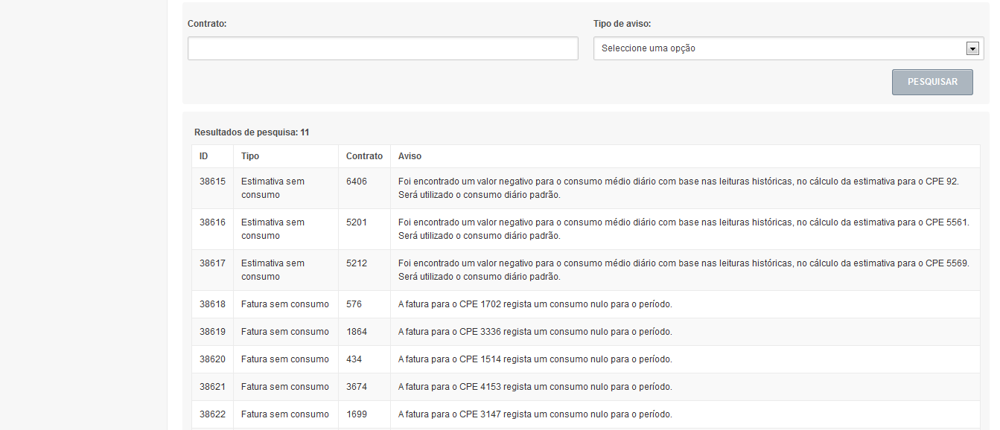 Contrato:
Tipo de aviso:
Seleccione uma opção
PESQUISAR
Resultados de pesquisa: 11
ID Tipo Contrato Aviso
38615 Estimativa sem consumo 6406 Foi encontrado um valor negativo para o consumo médio diário com base nas leituras históricas, no cálculo da estimativa para o CPE 92. Será utilizado o consumo diário padrão.
38616 Estimativa sem consumo 5201 Foi encontrado um valor negativo para o consumo médio diário com base nas leituras históricas, no cálculo da estimativa para o CPE 5561. Será utilizado o consumo diário padrão.
38617 Estimativa sem consumo 5212 Foi encontrado um valor negativo para o consumo médio diário com base nas leituras históricas, no cálculo da estimativa para o CPE 5569. Será utilizado o consumo diário padrão.
38618 Fatura sem consumo 576 A fatura para o CPE 1702 regista um consumo nulo para o período.
38619 Fatura sem consumo 1864 A fatura para o CPE 3336 regista um consumo nulo para o período.
38620 Fatura sem consumo 434 A fatura para o CPE 1514 regista um consumo nulo para o período.
38621 Fatura sem consumo 3674 A fatura para o CPE 4153 regista um consumo nulo para o período.
38622 Fatura sem consumo 1699 A fatura para o CPE 3147 regista um consumo nulo para o período.